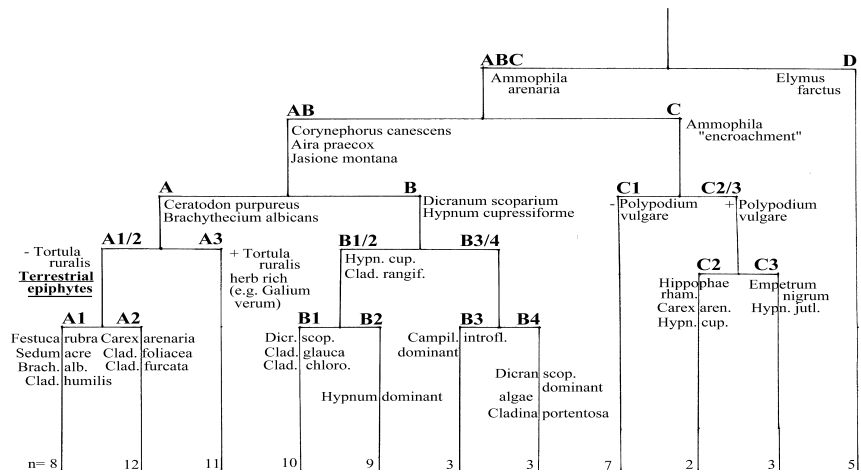 ABC
D
Ammophila
arenaria
Elymus
farctus
AB
C
Corynephorus canescens
Aira praecox
Jasione montana
Ammophila
"encroachment"
A
B
C1
C2/3
Ceratodon purpureus
Brachythecium albicans
Dicranum scoparium
Hypnum cupressiforme
- Polypodium
vulgare
+ Polypodium
vulgare
A1/2
A3
B1/2
B3/4
- Tortula
ruralis
Terrestrial
epiphytes
+ Tortula
ruralis
herb rich
(e.g. Galium
verum)
Hypn. cup.
Clad. rangif.
C2
C3
Hippophae
rham.
Carex aren.
Hypn. cup.
Empetrum
nigrum
Hypn. jutl.
A1
A2
B1
B2
B3
B4
Festuca rubra
Sedum acre
Brach. alb.
Clad. humilis
Carex arenaria
Clad. foliacea
Clad. furcata
Dicr. scop.
Clad. glauca
Clad. chloro.
Hypnum dominant
Campil. introfl.
dominant
Dicran scop.
dominant
algae
Cladina portentosa
n= 8 12 11 10 9 3 3 7 2 3 5